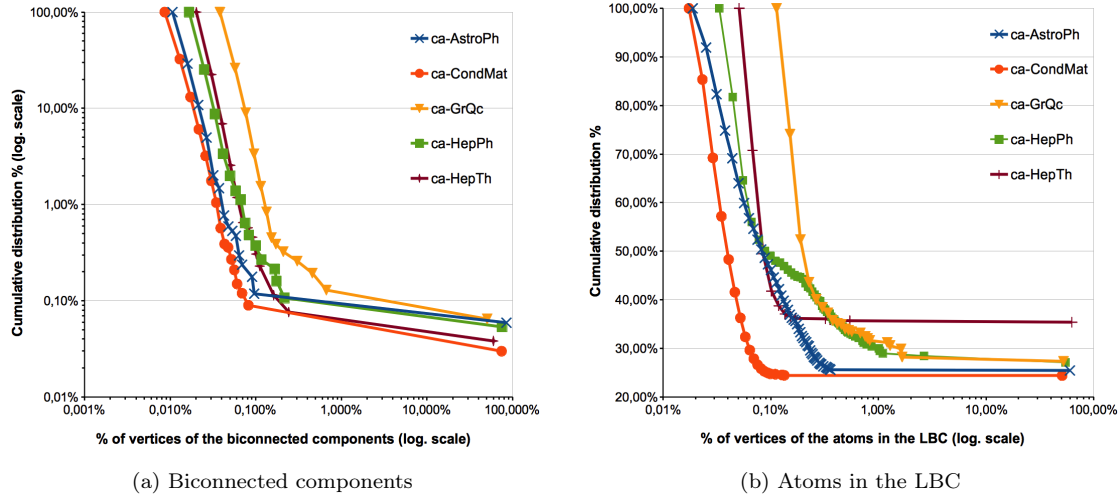 100,00%
10,00%
1,00%
0,10%
0,01%
Cumulative distribution % (log. scale)
0,001%
0,010%
0,100%
1,0000%
100,0000%
% of vertices of the biconnected components (log. scale)
ca-AstroPh
ca-CondMat
ca-GrQc
ca-HepPh
ca-HepTh
(a) Biconnected components
100,00%
90,00%
80,00%
70,00%
60,00%
50,00%
40,00%
30,00%
20,00%
Cumulative distribution %
0,01%
0,10%
1,00%
10,00%
100,00%
% of vertices of the atoms in the LBC (log. scale)
ca-AstroPh
ca-CondMat
ca-GrQc
ca-HepPh
ca-HepTh
(b) Atoms in the LBC